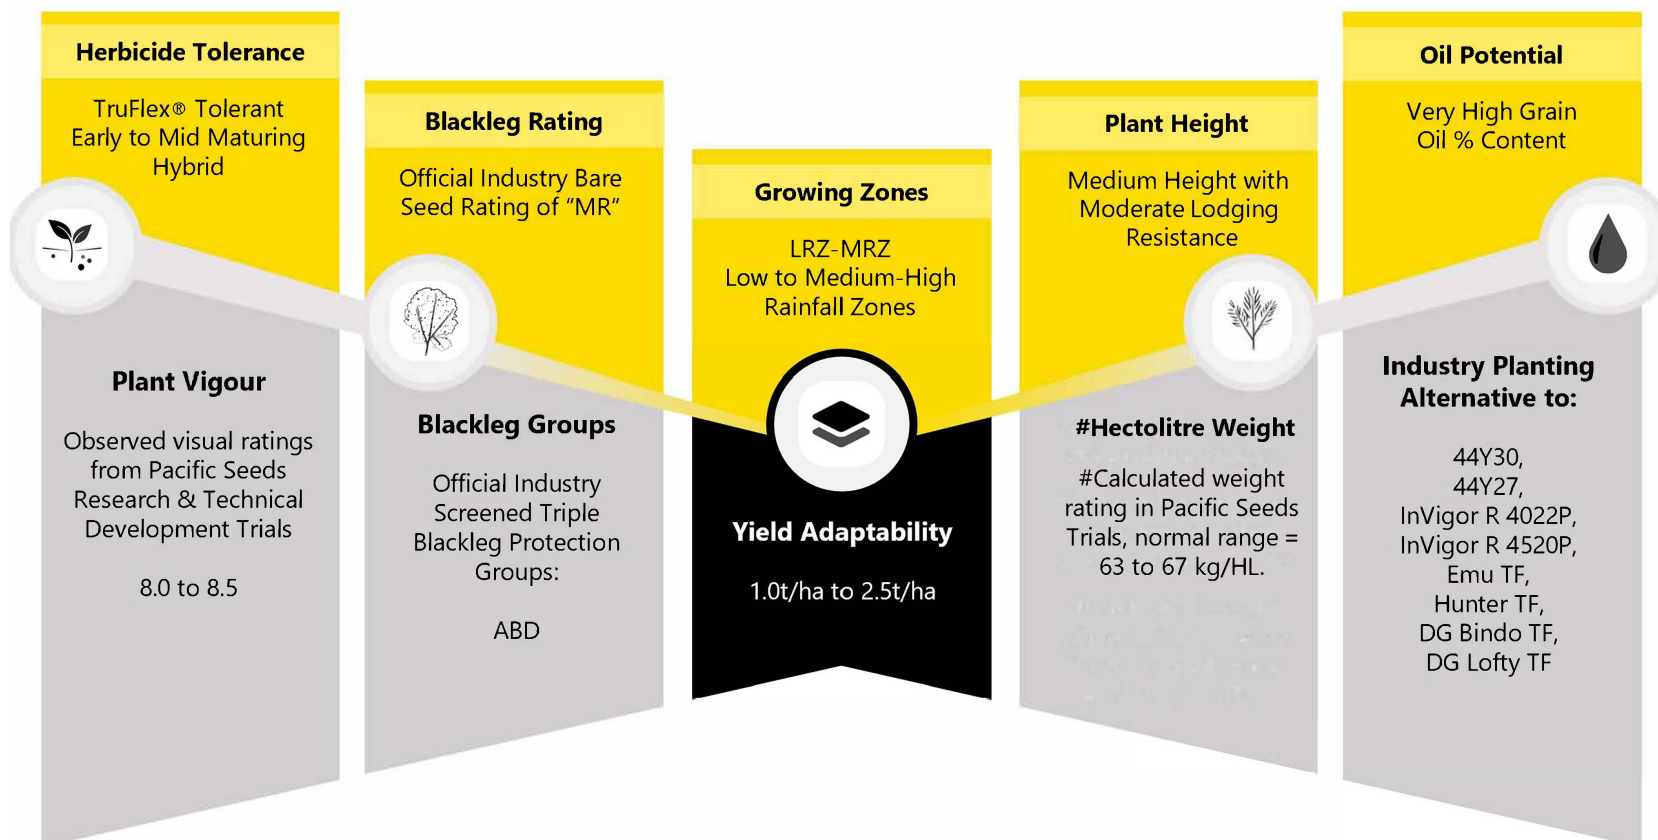 Herbicide Tolerance
TruFlex® Tolerant
Early to Mid Maturing
Hybrid
Plant Vigour
Observed visual ratings
from Pacific Seeds
Research & Technical
Development Trials
8.0 to 8.5
Blackleg Rating
Official Industry Bare
Seed Rating of “MR”
Blackleg Groups
Official Industry
Screened Triple
Blackleg Protection
Groups:
ABD
Growing Zones
LRZ-MRZ
Low to Medium-High
Rainfall Zones
Yield Adaptability
1.0t/ha to 2.5t/ha
Plant Height
Medium Height with
Moderate Lodging
Resistance
#Hectolitre Weight
#Calculated weight
rating in Pacific Seeds
Trials, normal range =
63 to 67 kg/HL.
Oil Potential
Very High Grain
Oil % Content
Industry Planting
Alternative to:
44Y30,
44Y27,
InVigor R 4022P,
InVigor R 4520P,
Emu TF,
Hunter TF,
DG Bindo TF,
DG Lofty TF